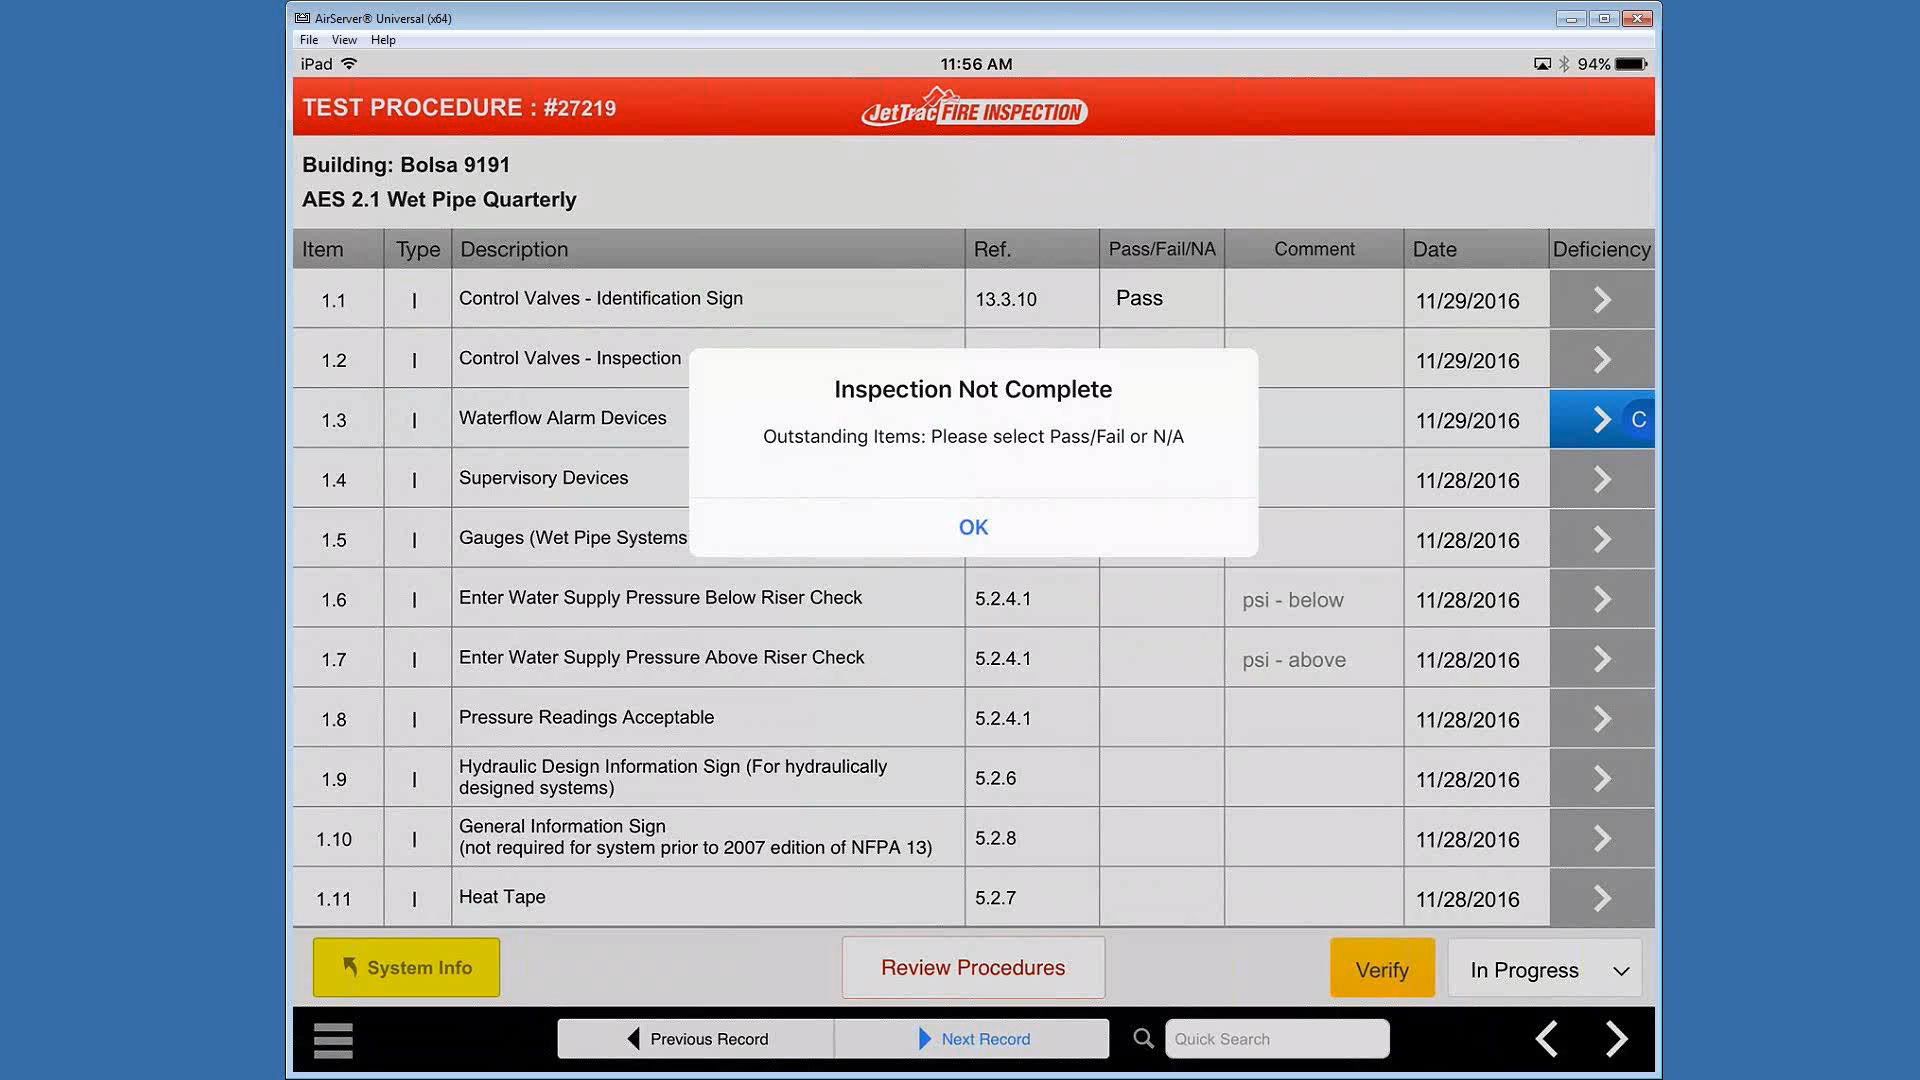 AirServer® Universal (x64)
File View Help
iPad 11:56 AM 94%
TEST PROCEDURE : #27219
JetTrac FIRE INSPECTION
Building: Bolsa 9191
AES 2.1 Wet Pipe Quarterly
Item Type Description Ref. Pass/Fail/NA Comment Date Deficiency
1.1 I Control Valves - Identification Sign 13.3.10 Pass 11/29/2016
1.2 I Control Valves - Inspection 11/29/2016
1.3 I Waterflow Alarm Devices 11/29/2016 C
1.4 I Supervisory Devices 11/28/2016
1.5 I Gauges (Wet Pipe Systems 11/28/2016
Inspection Not Complete
Outstanding Items: Please select Pass/Fail or N/A
OK
1.6 I Enter Water Supply Pressure Below Riser Check 5.2.4.1 psi - below 11/28/2016
1.7 I Enter Water Supply Pressure Above Riser Check 5.2.4.1 psi - above 11/28/2016
1.8 I Pressure Readings Acceptable 5.2.4.1 11/28/2016
1.9 I Hydraulic Design Information Sign (For hydraulically
designed systems) 5.2.6 11/28/2016
1.10 I General Information Sign
(not required for system prior to 2007 edition of NFPA 13) 5.2.8 11/28/2016
1.11 I Heat Tape 5.2.7 11/28/2016
System Info Review Procedures Verify In Progress
Previous Record Next Record Quick Search